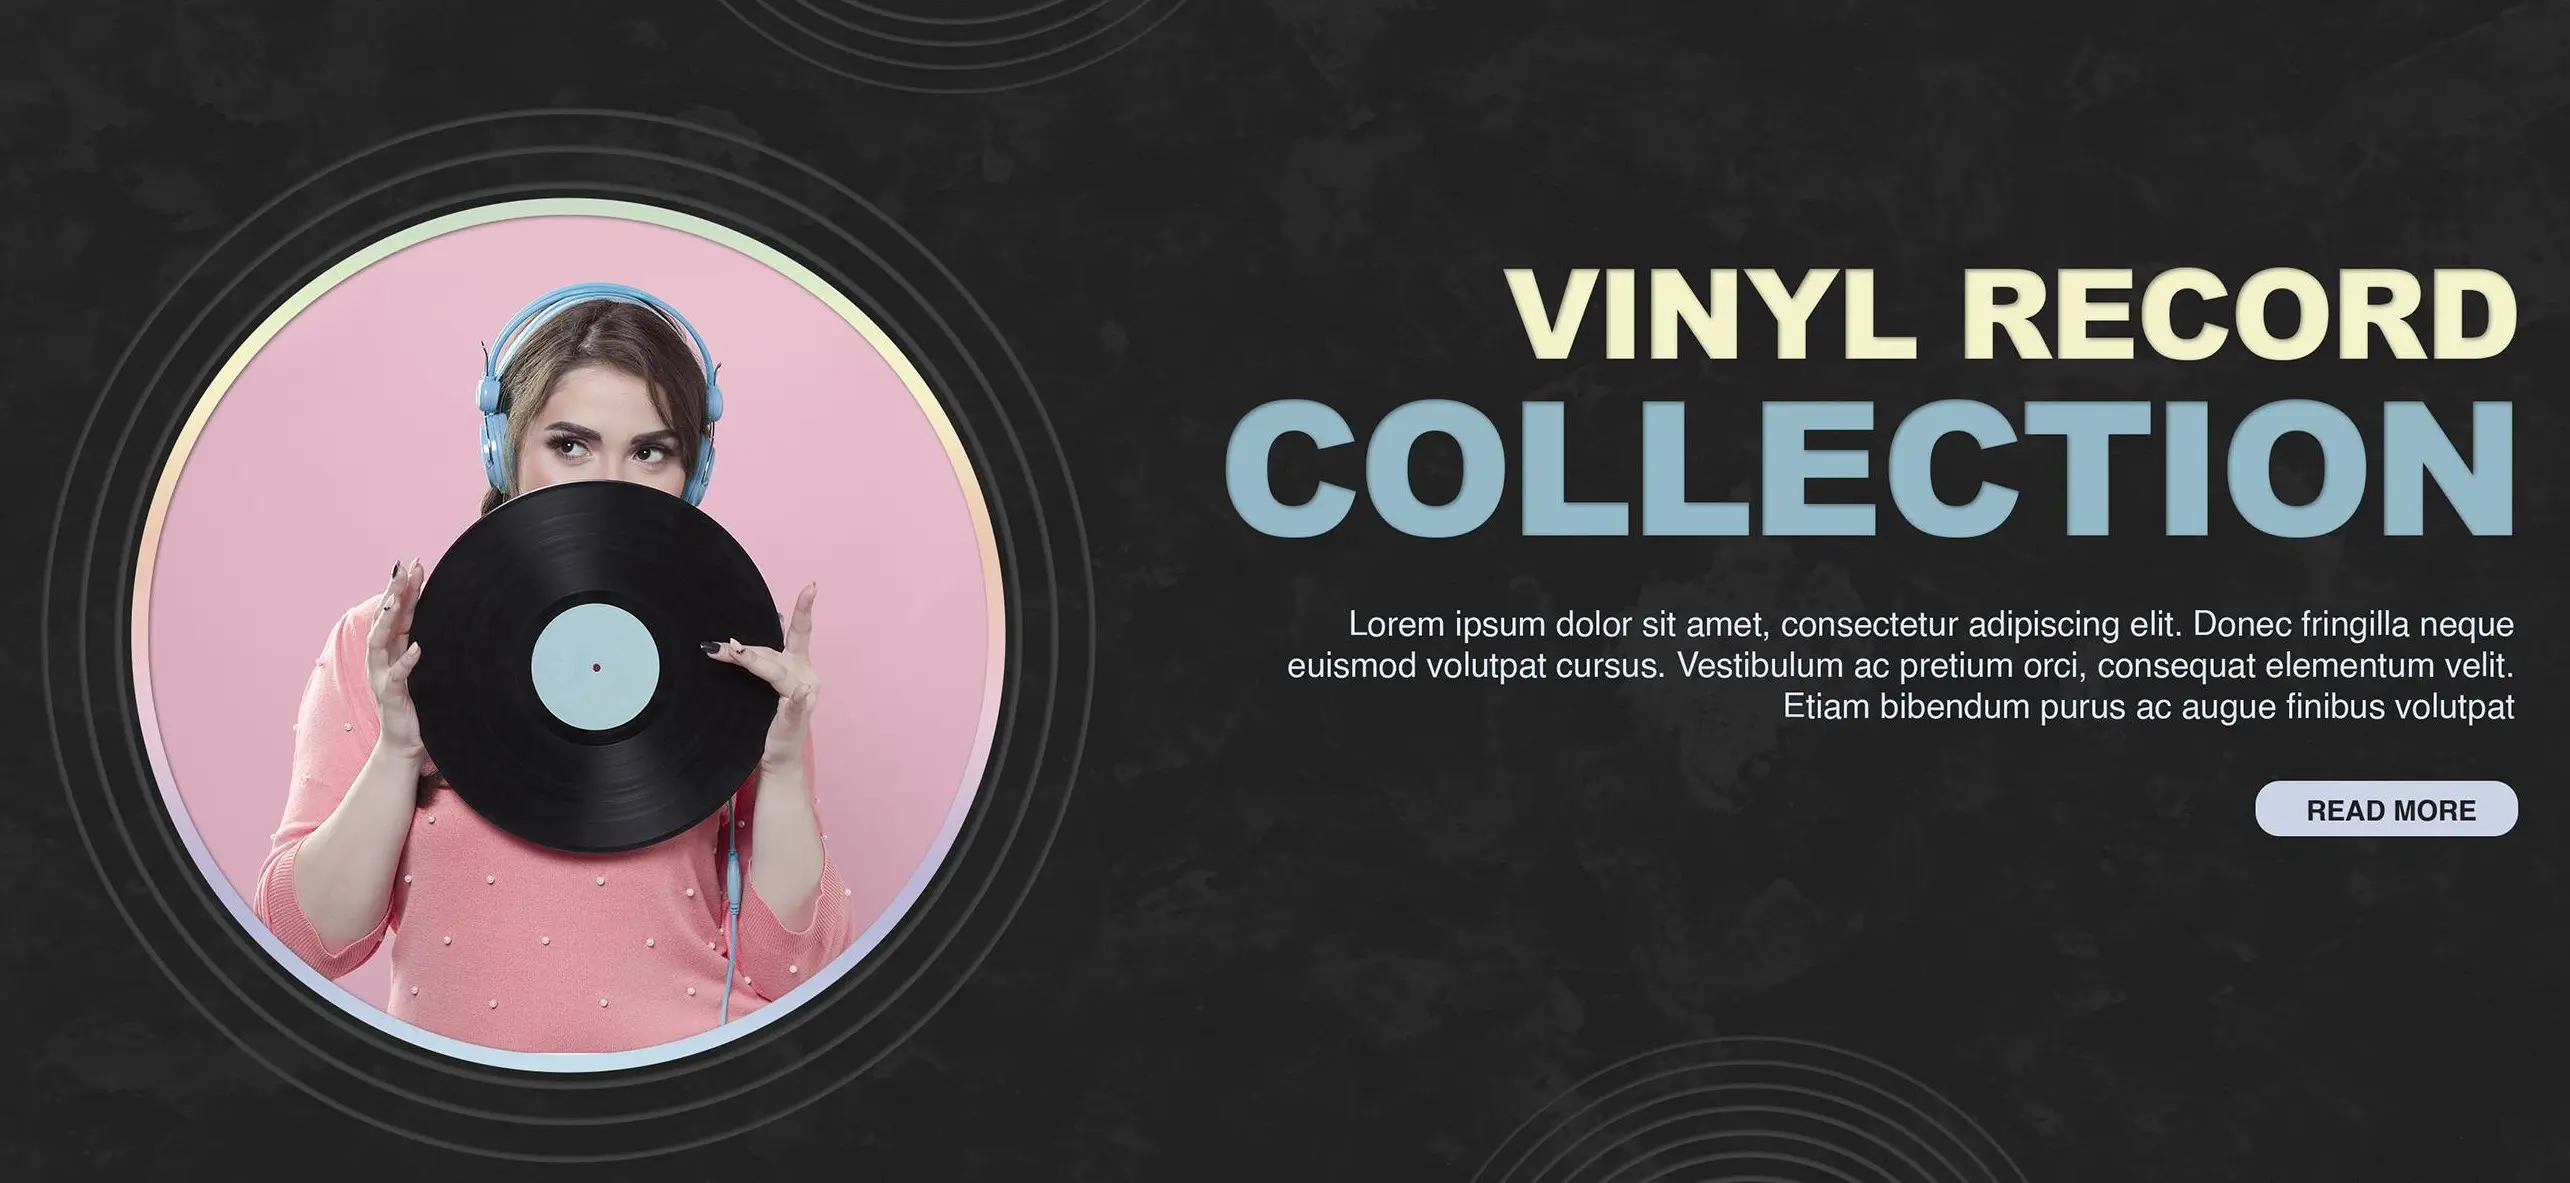 VINYL RECORD
COLLECTION
Lorem ipsum dolor sit amet, consectetur adipiscing elit. Donec fringilla neque
euismod volutpat cursus. Vestibulum ac pretium orci, consequat elementum velit.
Etiam bibendum purus ac augue finibus volutpat
READ MORE